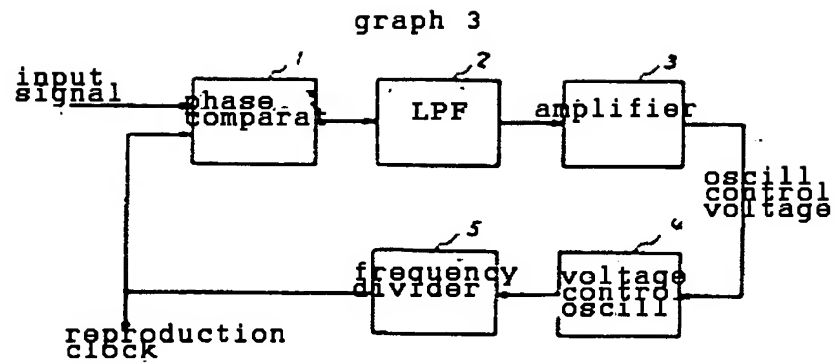 graph 3
1
2
3
input
signal
phase
comparat
LPF
amplifier
oscill
control
voltage
5
4
frequency
divider
voltage
control
oscill
reproduction
clock